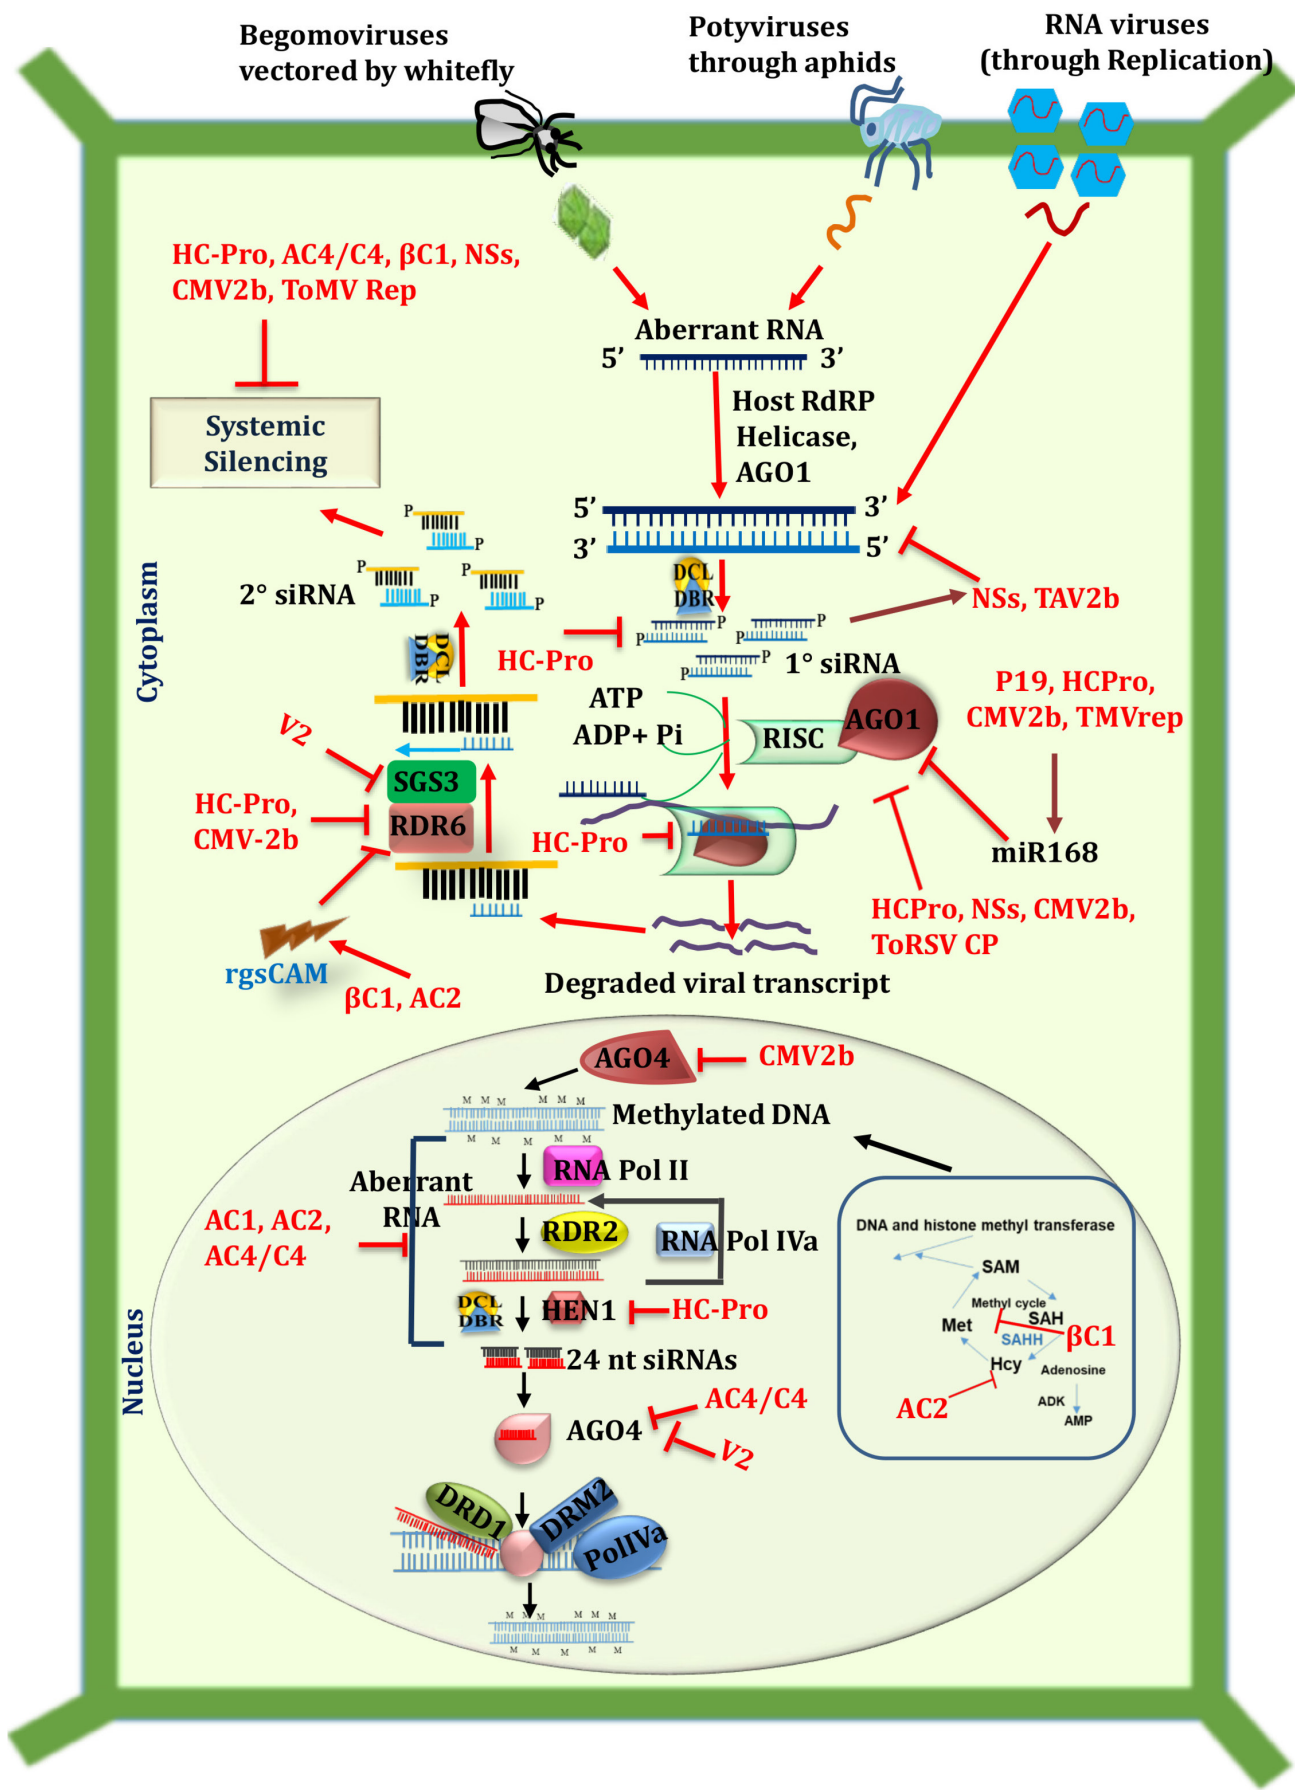 Begomoviruses
vectored by whitefly
Potyviruses
through aphids
RNA viruses
(through Replication)
HC-Pro, AC4/C4, βC1, NSs,
CMV2b, ToMV Rep
Systemic
Silencing
Aberrant RNA
5’ 3’
Host RdRP
Helicase,
AGO1
5’ 3’
3’ 5’
DCL
DBR
NSs, TAV2b
P
P
P
P
P
P
2° siRNA
P
P
P
P
P
P
1° siRNA
HC-Pro
DCL
DBR
Cytoplasm
ATP
ADP+ Pi
RISC
AGO1
P19, HCPro,
CMV2b, TMVrep
miR168
V2
SGS3
RDR6
HC-Pro,
CMV-2b
HC-Pro
HCPro, NSs, CMV2b,
ToRSV CP
rgsCAM
βC1, AC2
Degraded viral transcript
AGO4
CMV2b
M M M M M M
Methylated DNA
M M M M M
RNA Pol II
Aberrant
RNA
AC1, AC2,
AC4/C4
RDR2
RNA Pol IVa
DCL
DBR
HEN1
HC-Pro
24 nt siRNAs
AGO4
AC4/C4
V2
Nucleus
DNA and histone methyl transferase
SAM
Methyl cycle
SAH
Met
SAHH
βC1
Hcy
Adenosine
AC2
ADK
AMP
DRD1
DRM2
PolIVa
M M M M M M
M M M M M